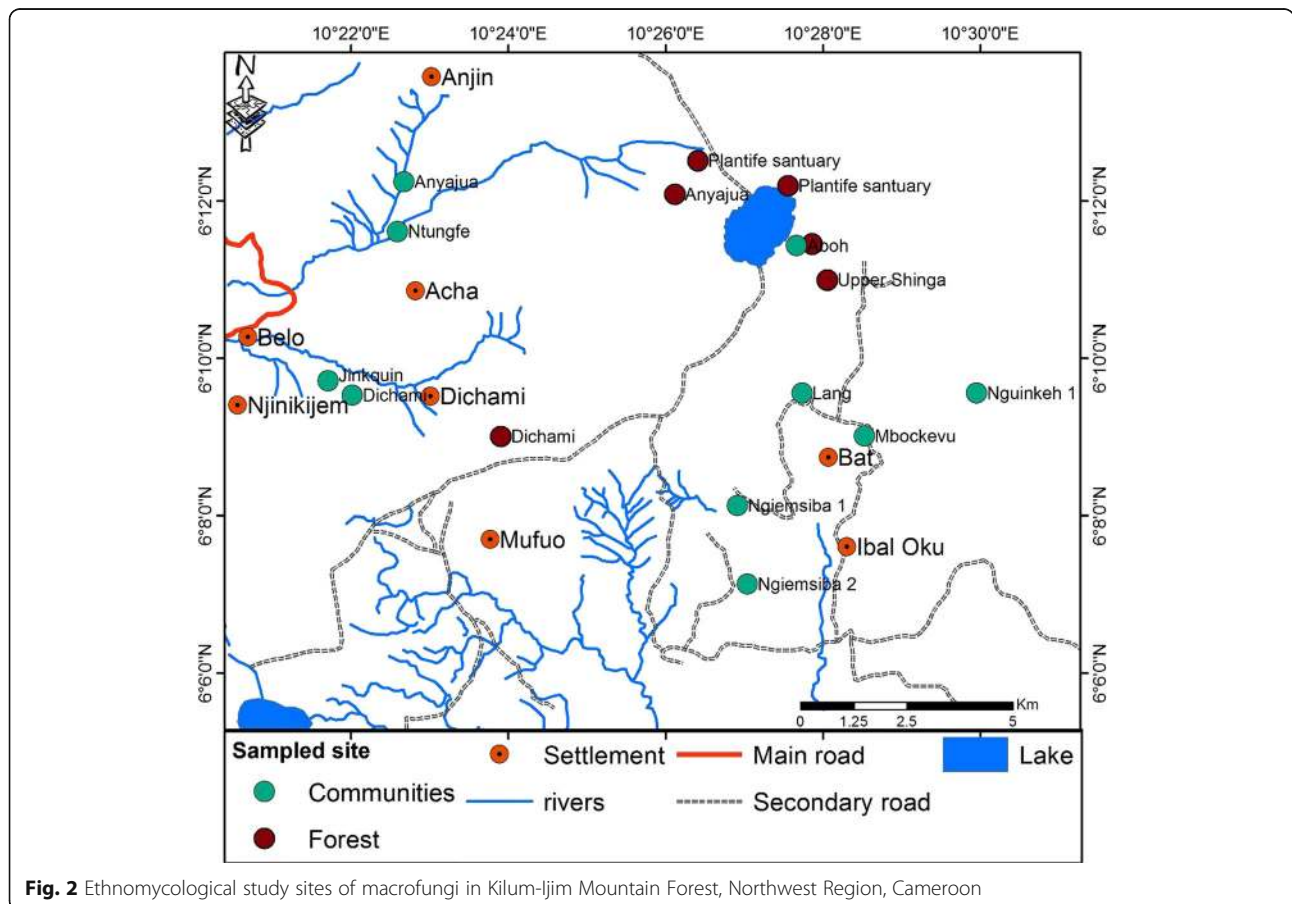 10°22'0"E
10°24'0"E
10°26'0"E
10°28'0"E
10°30'0"E
N
Anjin
Plantife santuary
Anyajua
Anyajua
Plantife santuary
6°12'0"N
6°12'0"N
Ntungfe
Aboh
Acha
Upper Shinga
Belo
6°10'0"N
6°10'0"N
Jinkquin
Dichami
Dichami
Njinikijem
Lang
Nguinkeh 1
Dichami
Mbockevu
Bat
6°8'0"N
6°8'0"N
Ngiemsiba 1
Mufuo
Ibal Oku
Ngiemsiba 2
6°6'0"N
6°6'0"N
Km
0 1.25 2.5 5
Sampled site
Settlement
Main road
Lake
Communities
rivers
Secondary road
Forest
Fig. 2 Ethnomycological study sites of macrofungi in Kilum-Ijim Mountain Forest, Northwest Region, Cameroon